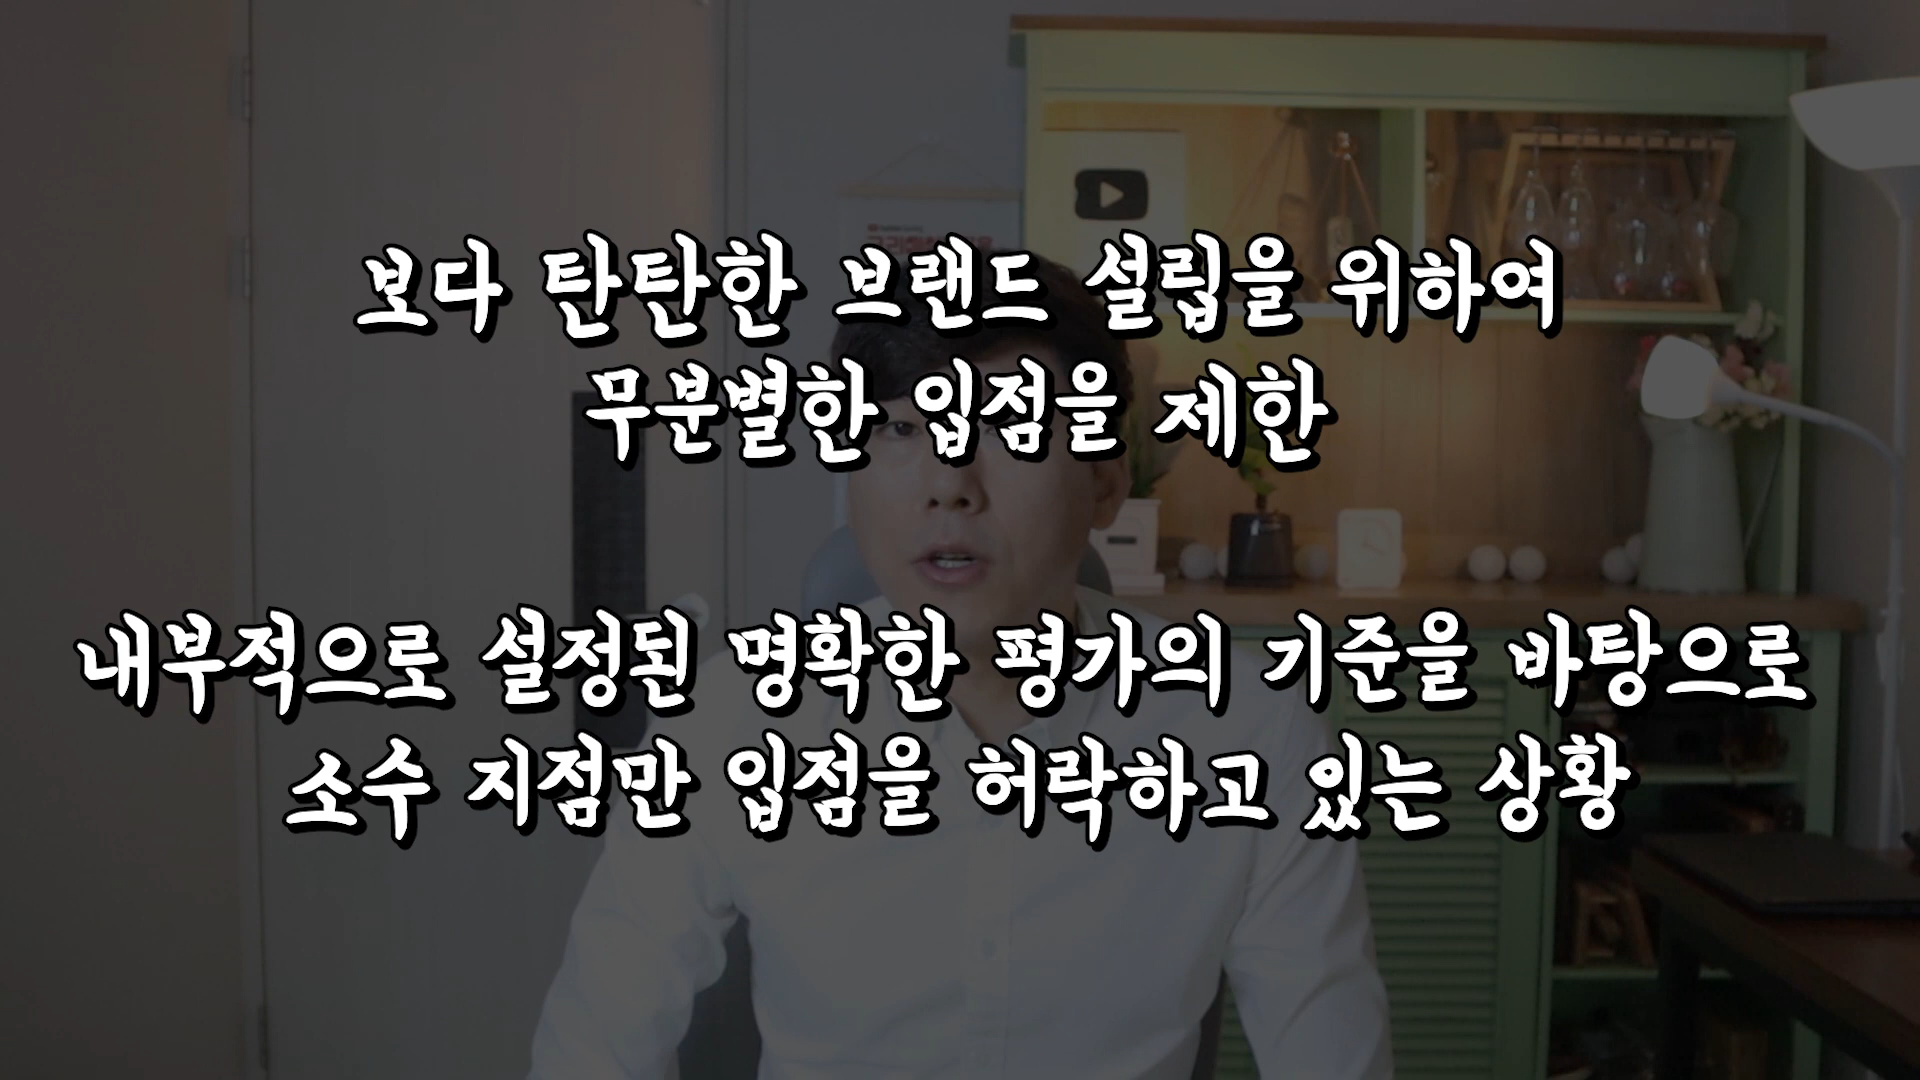 보다 탄탄한 브랜드 설립을 위하여
무분별한 입점을 제한
내부적으로 설정된 명확한 평가의 기준을 바탕으로
소수 지점만 입점을 허락하고 있는 상황